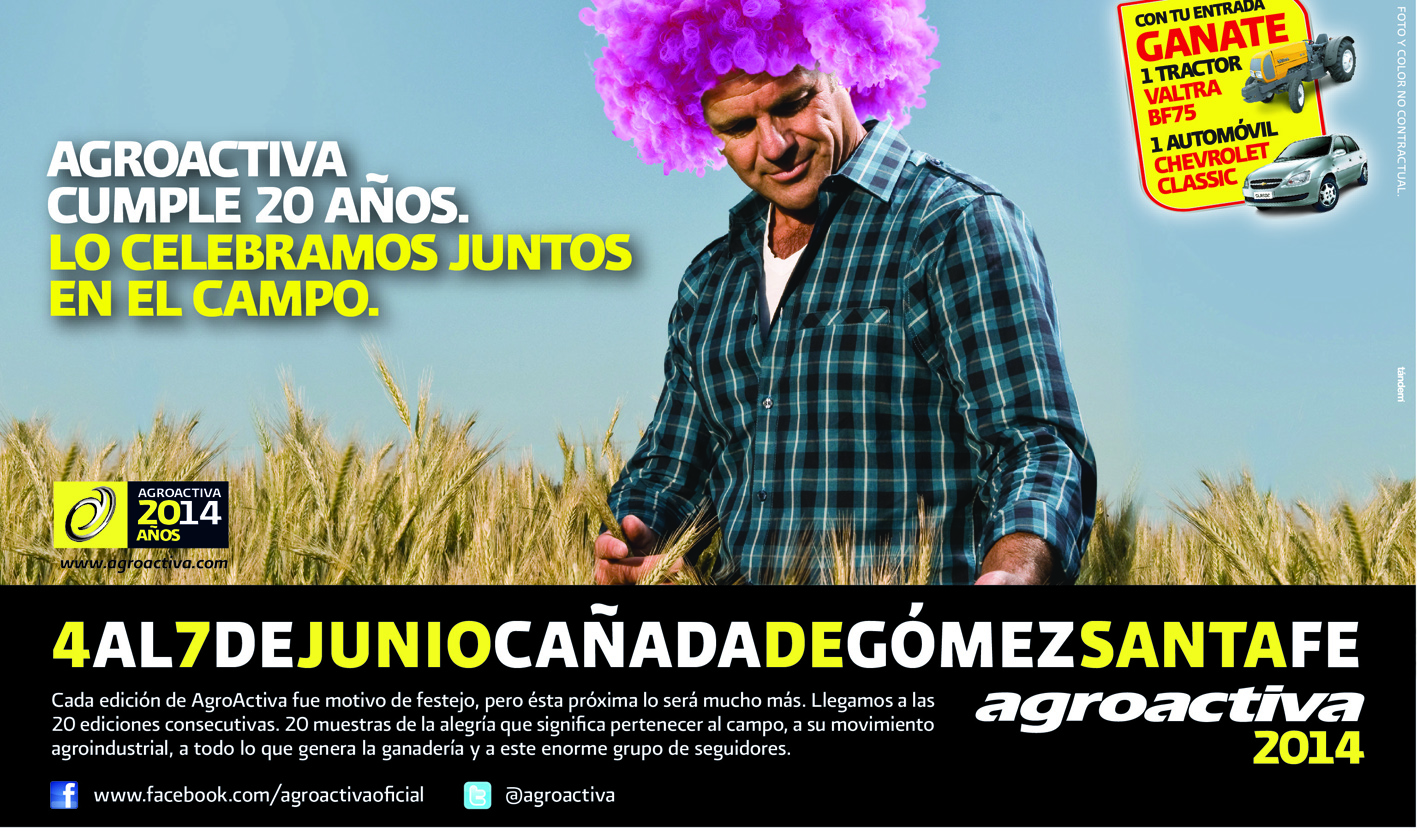 CON TU ENTRADA
GANATE
1 TRACTOR
VALTRA
BF75
1 AUTOMÓVIL
CHEVROLET
CLASSIC
FOTO Y COLOR NO CONTRACTUAL.
AGROACTIVA
CUMPLE 20 AÑOS.
LO CELEBRAMOS JUNTOS
EN EL CAMPO.
tándem
AGROACTIVA
2014
AÑOS
www.agroactiva.com
4AL7DEJUNIOCAÑADADEGÓMEZSANTAFE
Cada edición de AgroActiva fue motivo de festejo, pero ésta próxima lo será mucho más. Llegamos a las
20 ediciones consecutivas. 20 muestras de la alegría que significa pertenecer al campo, a su movimiento
agroindustrial, a todo lo que genera la ganadería y a este enorme grupo de seguidores.
agroactiva
2014
www.facebook.com/agroactivaoficial
@agroactiva